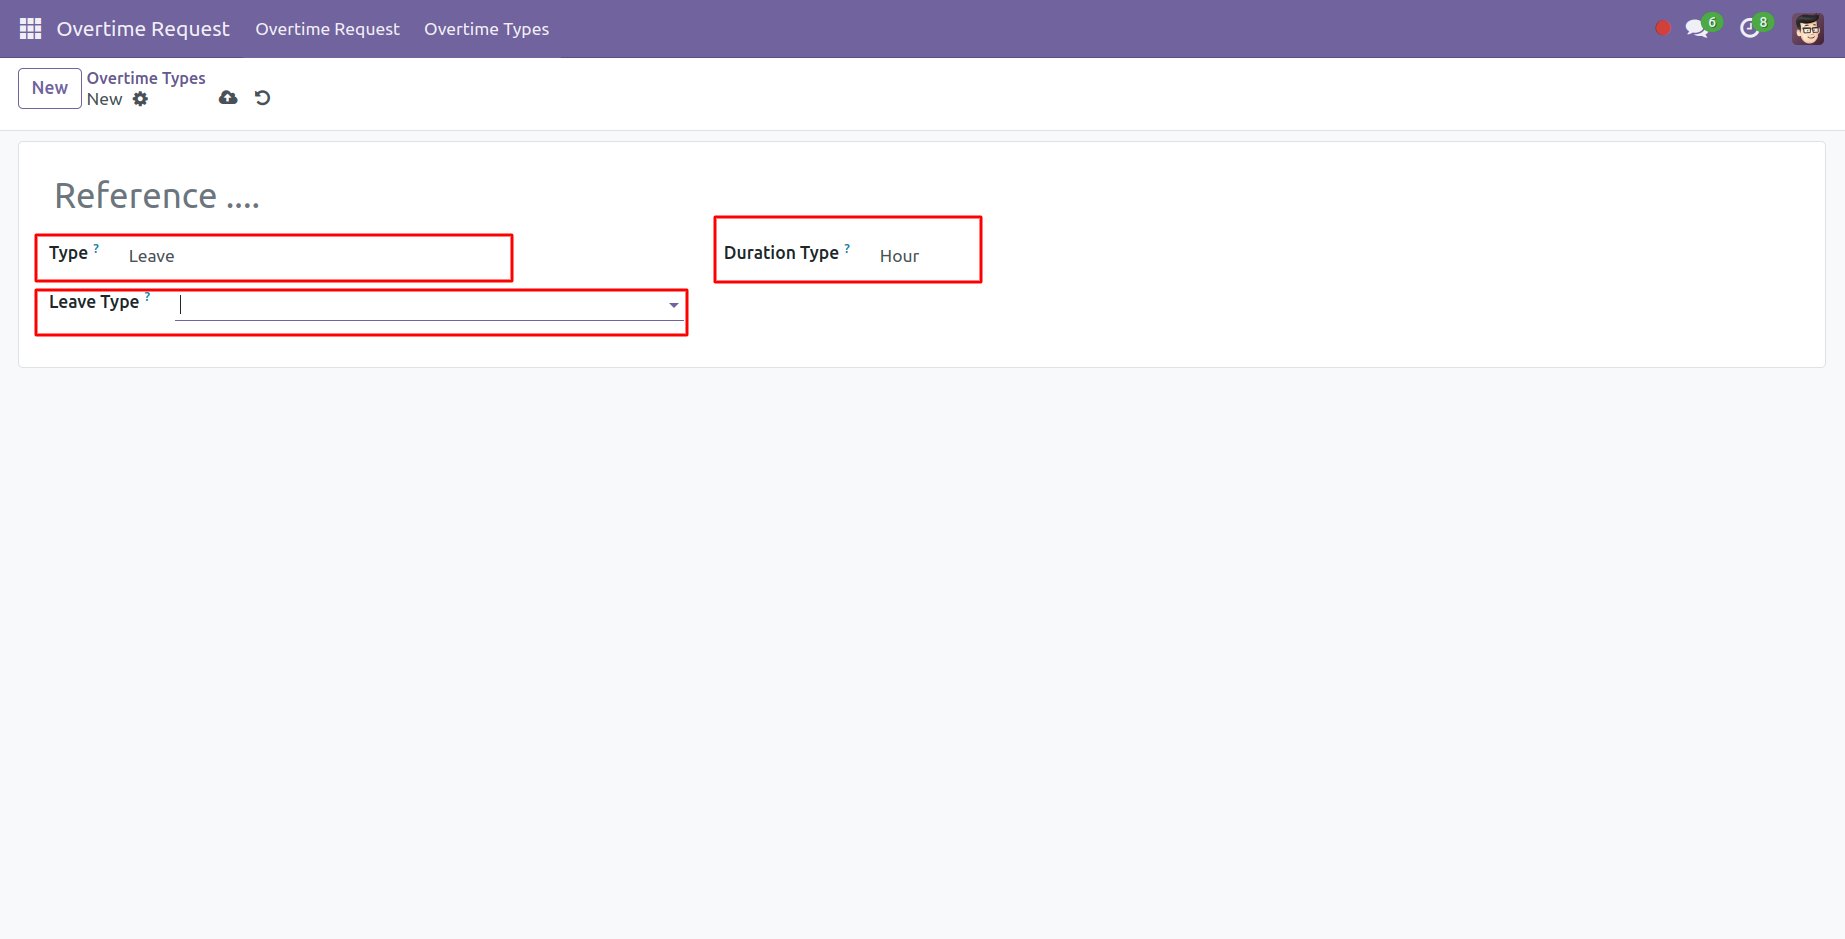 Overtime Request Overtime Request Overtime Types 6 8
New Overtime Types
New
Reference ....
Type ? Leave Duration Type ? Hour
Leave Type ?